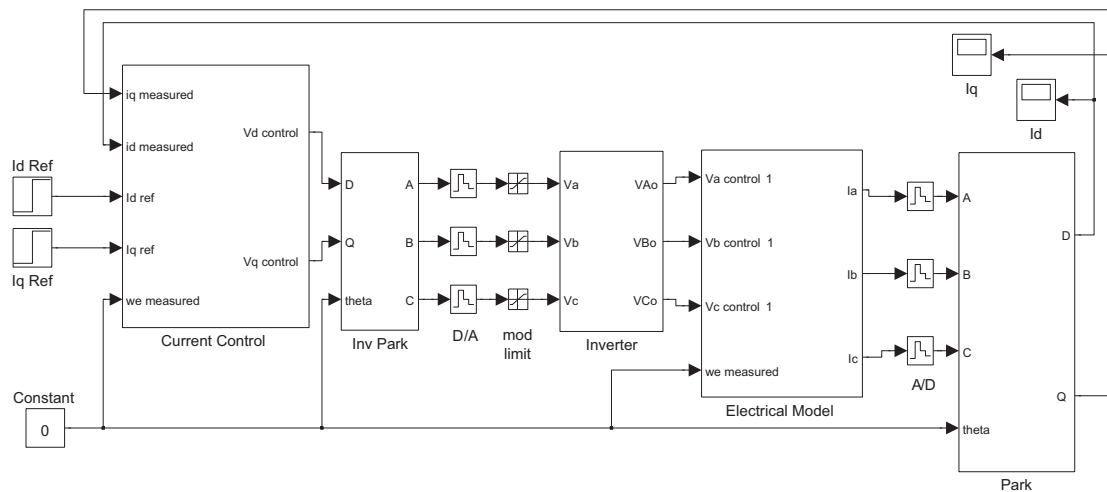 iq measured
id measured
Id ref
Iq ref
we measured
Vd control
Vq control
Current Control
Id Ref
Iq Ref
Constant
0
D
Q
theta
A
B
C
Inv Park
D/A
mod
limit
Va
Vb
Vc
VAo
VBo
VCo
Inverter
Va control 1
Vb control 1
Vc control 1
we measured
Ia
Ib
Ic
Electrical Model
A/D
Iq
Id
A
B
C
theta
D
Q
Park